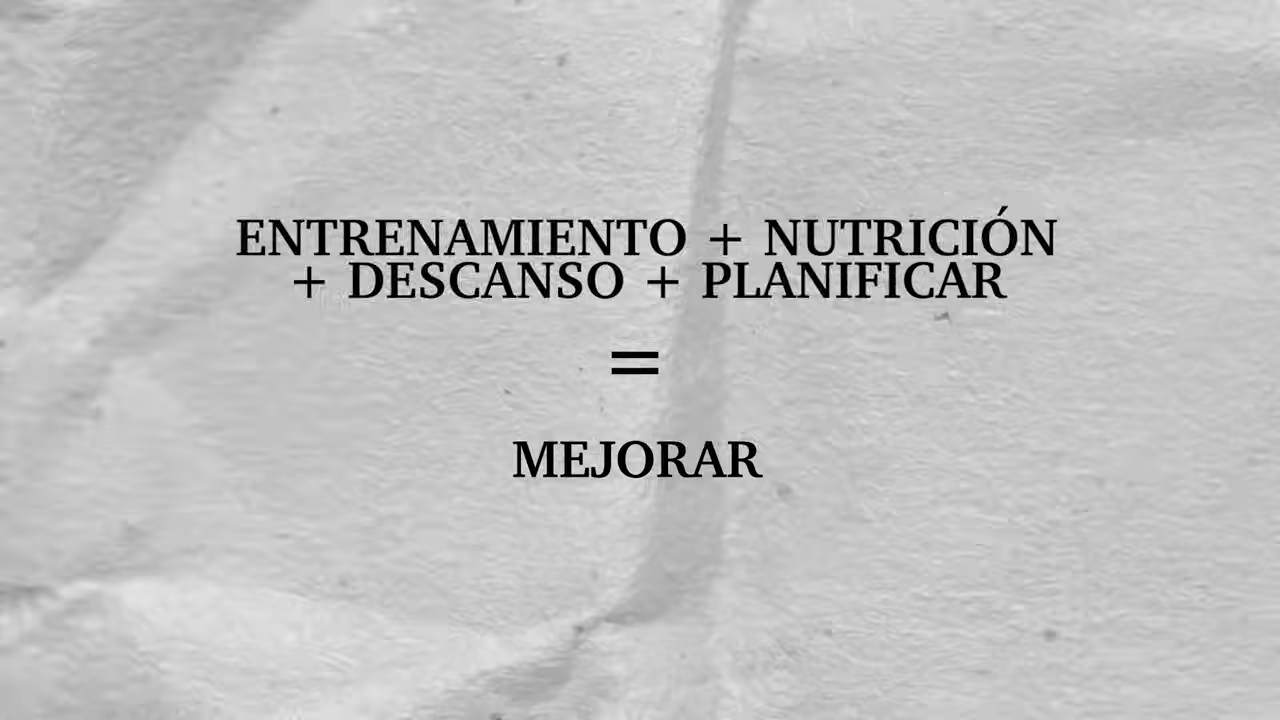 ENTRENAMIENTO + NUTRICIÓN
+ DESCANSO + PLANIFICAR
=
MEJORAR